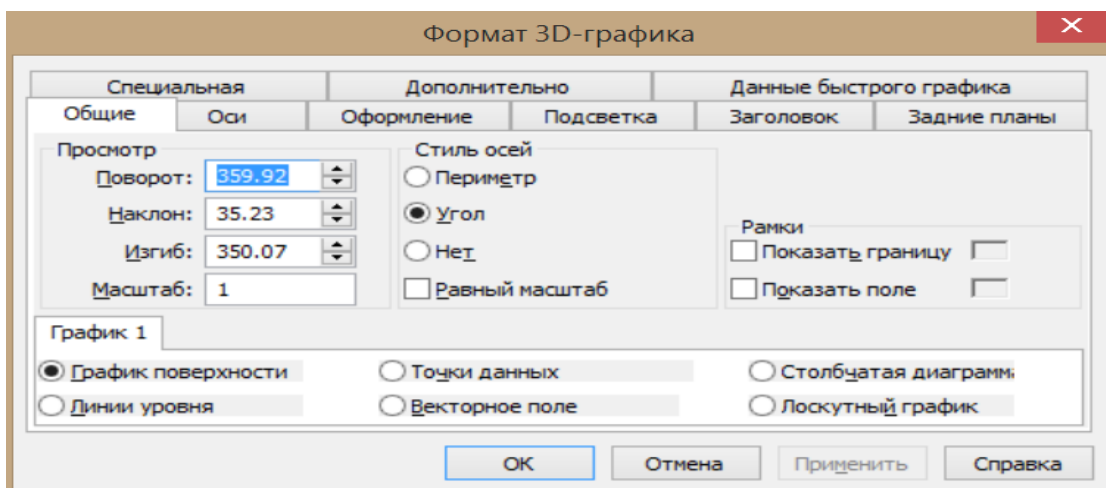 Формат 3D-графика
Специальная Дополнительно Данные быстрого графика
Общие Оси Оформление Подсветка Заголовок Задние планы
Просмотр Стиль осей
Поворот: 359.92 Периметр
Наклон: 35.23 Угол
Рамки
Изгиб: 350.07 Нет Показать границу
Масштаб: 1 Равный масштаб Показать поле
График 1
График поверхности Точки данных Столбчатая диаграмм
Линии уровня Векторное поле Лоскутный график
OK Отмена Применить Справка